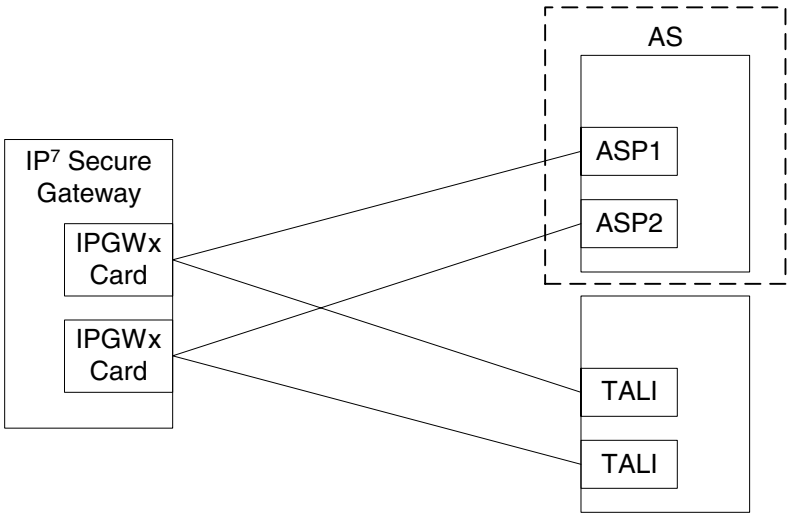 IP⁷ Secure
Gateway
IPGWx
Card
IPGWx
Card
AS
ASP1
ASP2
TALI
TALI